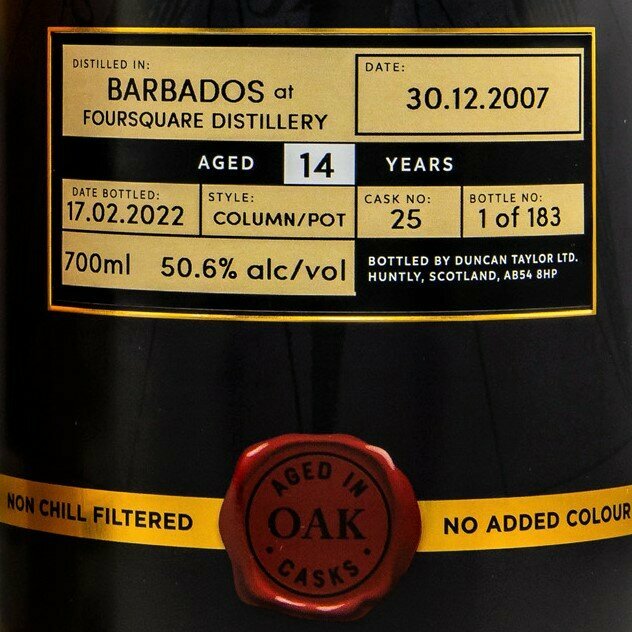 DISTILLED IN:
BARBADOS at
FOURSQUARE DISTILLERY
DATE:
30.12.2007
AGED 14 YEARS
DATE BOTTLED:
17.02.2022
STYLE:
COLUMN/POT
CASK NO:
25
BOTTLE NO:
1 of 183
700ml 50.6% alc/vol
BOTTLED BY DUNCAN TAYLOR LTD.
HUNTLY, SCOTLAND, AB54 8HP
NON CHILL FILTERED
AGED IN
OAK
• CASKS •
NO ADDED COLOUR